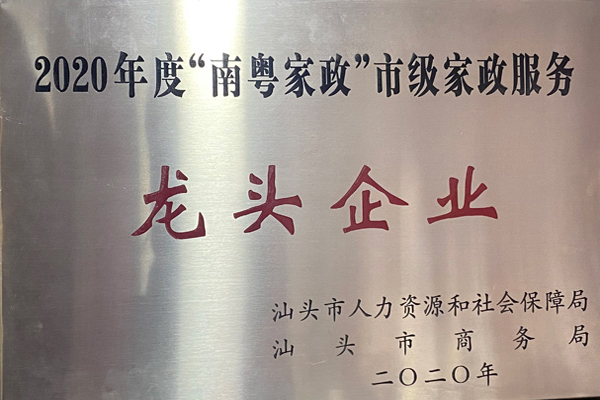 2020年度“南粤家政”市级家政服务
龙头企业
汕头市人力资源和社会保障局
汕头市商务局
二〇二〇年